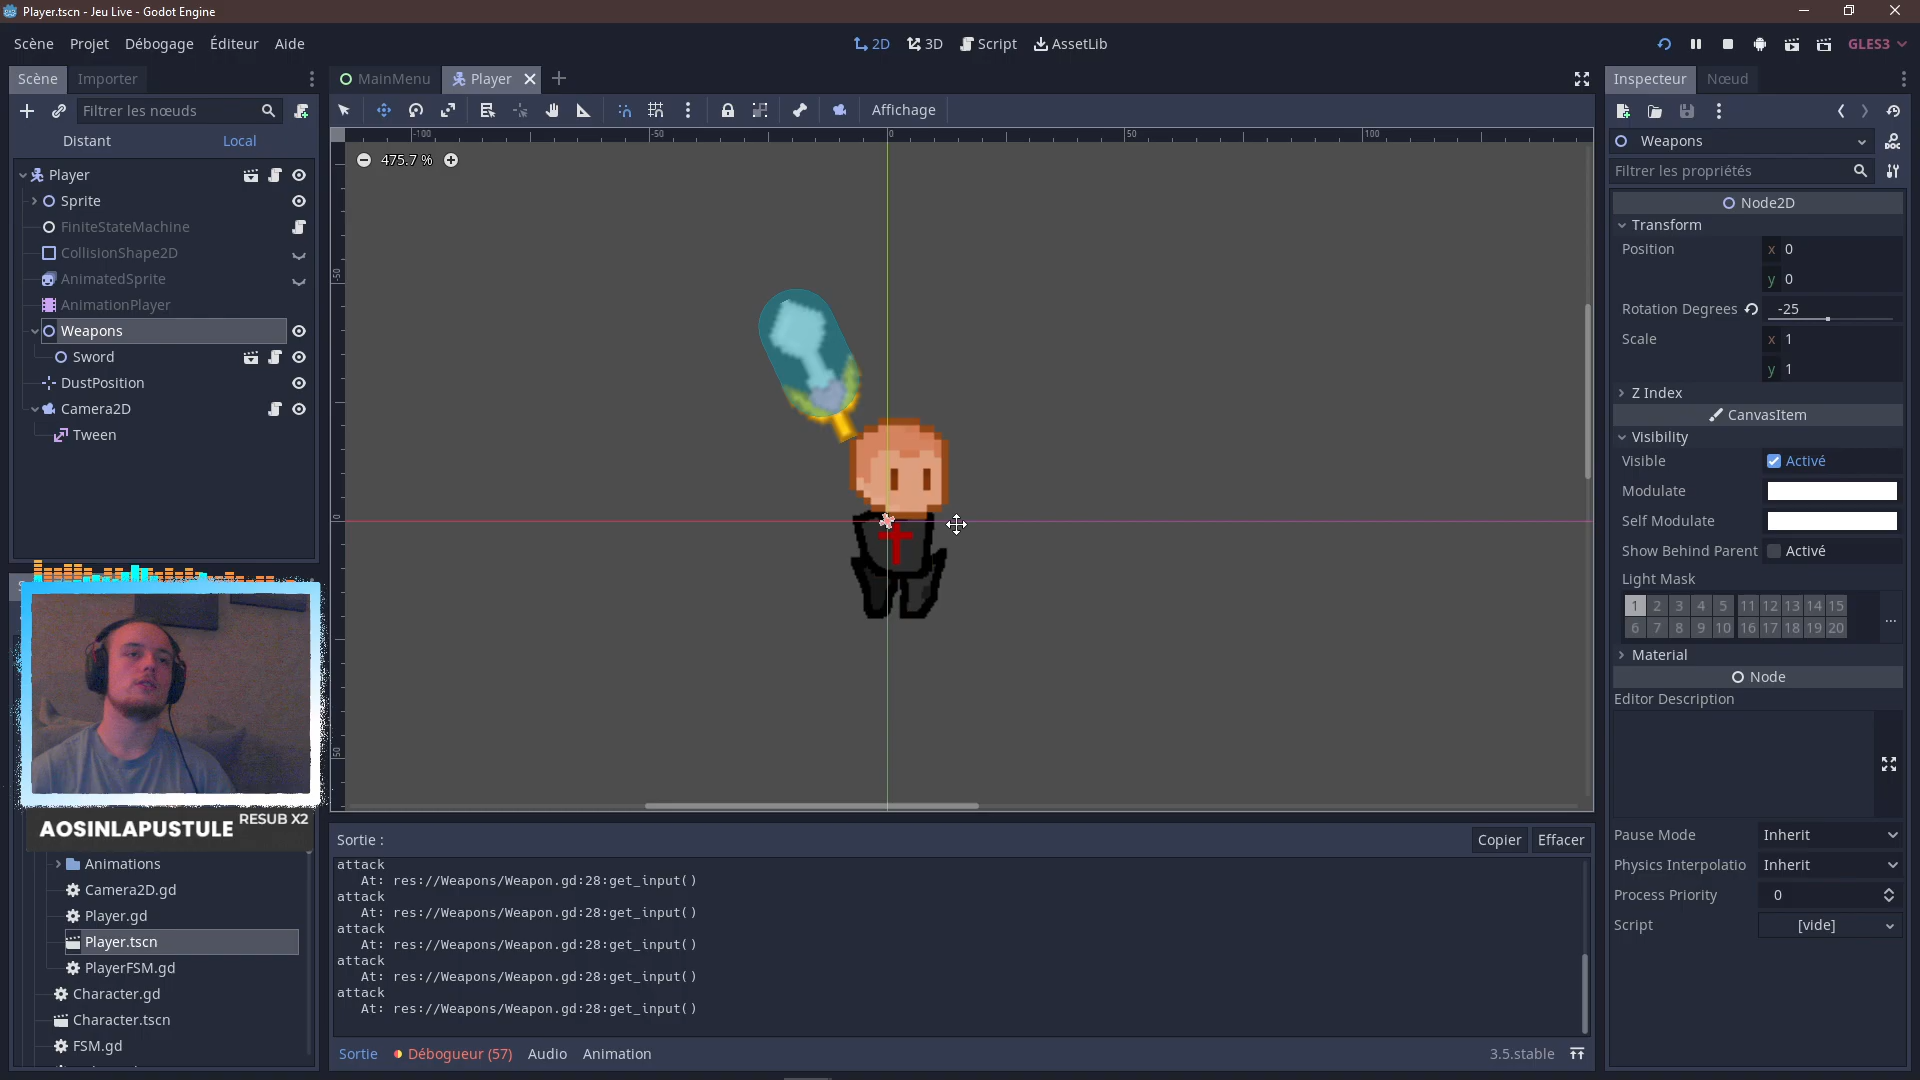 Player.tscn - Jeu Live - Godot Engine
Scène Projet Débogage Éditeur Aide
2D 3D Script AssetLib
GLES3
Scène Importer
MainMenu Player
Inspecteur Nœud
Filtrer les nœuds
Affichage
Distant Local
Weapons
475.7 %
Filtrer les propriétés
Player
Sprite
FiniteStateMachine
CollisionShape2D
AnimatedSprite
AnimationPlayer
Weapons
Sword
DustPosition
Camera2D
Tween
-100 -50 0 50 100
-50
0
50
Node2D
Transform
Position x 0
y 0
Rotation Degrees -25
Scale x 1
y 1
Z Index
CanvasItem
Visibility
Visible Activé
Modulate
Self Modulate
Show Behind Parent Activé
Light Mask
1 2 3 4 5 11 12 13 14 15
6 7 8 9 10 16 17 18 19 20
...
Material
Node
Editor Description
Pause Mode Inherit
Physics Interpolatio Inherit
Process Priority 0
Script [vide]
AOSINLAPUSTULE RESUB X2
Animations
Camera2D.gd
Player.gd
Player.tscn
PlayerFSM.gd
Character.gd
Character.tscn
FSM.gd
Sortie :
Copier Effacer
attack
At: res://Weapons/Weapon.gd:28:get_input()
attack
At: res://Weapons/Weapon.gd:28:get_input()
attack
At: res://Weapons/Weapon.gd:28:get_input()
attack
At: res://Weapons/Weapon.gd:28:get_input()
attack
At: res://Weapons/Weapon.gd:28:get_input()
Sortie Débogueur (57) Audio Animation
3.5.stable